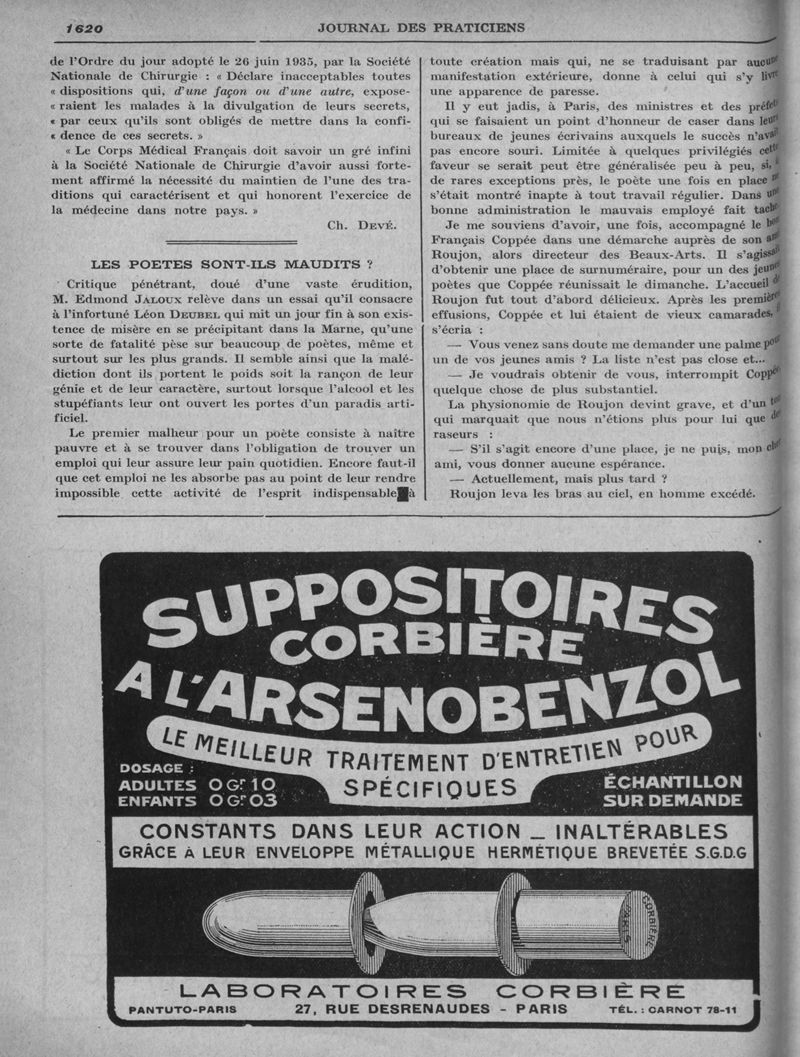 1620
JOURNAL DES PRATICIENS
de l'Ordre du jour adopté le 26 juin 1935, par la Société
Nationale de Chirurgie : « Déclare inacceptables toutes
« dispositions qui, d'une façon ou d'une autre, expose-
« raient les malades à la divulgation de leurs secrets,
« par ceux qu'ils sont obligés de mettre dans la confi-
« dence de ces secrets. »
« Le Corps Médical Français doit savoir un gré infini
à la Société Nationale de Chirurgie d'avoir aussi forte-
ment affirmé la nécessité du maintien de l'une des tra-
ditions qui caractérisent et qui honorent l'exercice de
la médecine dans notre pays. »
Ch. DEVÉ.
LES POETES SONT-ILS MAUDITS ?
Critique pénétrant, doué d'une vaste érudition,
M. Edmond JALOUX relève dans un essai qu'il consacre
à l'infortuné Léon DEUBEL qui mit un jour fin à son exis-
tence de misère en se précipitant dans la Marne, qu'une
sorte de fatalité pèse sur beaucoup de poètes, même et
surtout sur les plus grands. Il semble ainsi que la malé-
diction dont ils portent le poids soit la rançon de leur
génie et de leur caractère, surtout lorsque l'alcool et les
stupéfiants leur ont ouvert les portes d'un paradis arti-
ficiel.
Le premier malheur pour un poète consiste à naître
pauvre et à se trouver dans l'obligation de trouver un
emploi qui leur assure leur pain quotidien. Encore faut-il
que cet emploi ne les absorbe pas au point de leur rendre
impossible cette activité de l'esprit indispensable à
toute création mais qui, ne se traduisant par aucune
manifestation extérieure, donne à celui qui s'y livre
une apparence de paresse.
Il y eut jadis, à Paris, des ministres et des préfets
qui se faisaient un point d'honneur de caser dans leurs
bureaux de jeunes écrivains auxquels le succès n'avait
pas encore souri. Limitée à quelques privilégiés cette
faveur se serait peut être généralisée peu à peu, si, à
de rares exceptions près, le poète une fois en place ne
s'était montré inapte à tout travail régulier. Dans une
bonne administration le mauvais employé fait tache.
Je me souviens d'avoir, une fois, accompagné le bon
Français Coppée dans une démarche auprès de son ami
Roujon, alors directeur des Beaux-Arts. Il s'agissait
d'obtenir une place de surnuméraire, pour un des jeunes
poètes que Coppée réunissait le dimanche. L'accueil de
Roujon fut tout d'abord délicieux. Après les premières
effusions, Coppée et lui étaient de vieux camarades, il
s'écria :
— Vous venez sans doute me demander une palme pour
un de vos jeunes amis ? La liste n'est pas close et...
— Je voudrais obtenir de vous, interrompit Coppée,
quelque chose de plus substantiel.
La physionomie de Roujon devint grave, et d'un ton
qui marquait que nous n'étions plus pour lui que des
raseurs :
— S'il s'agit encore d'une place, je ne puis, mon cher
ami, vous donner aucune espérance.
— Actuellement, mais plus tard ?
Roujon leva les bras au ciel, en homme excédé.
SUPPOSITOIRES
CORBIÈRE
A L'ARSENOBENZOL
LE MEILLEUR TRAITEMENT D'ENTRETIEN POUR
SPÉCIFIQUES
DOSAGE :
ADULTES 0 Gr 10
ENFANTS 0 Gr 03
ÉCHANTILLON
SUR DEMANDE
CONSTANTS DANS LEUR ACTION _ INALTÉRABLES
GRÂCE A LEUR ENVELOPPE MÉTALLIQUE HERMÉTIQUE BREVETÉE S.G.D.G
CORBIÈRE
PARIS
LABORATOIRES CORBIÈRE
PANTUTO-PARIS
27, RUE DESRENAUDES - PARIS
TÉL. : CARNOT 78-11